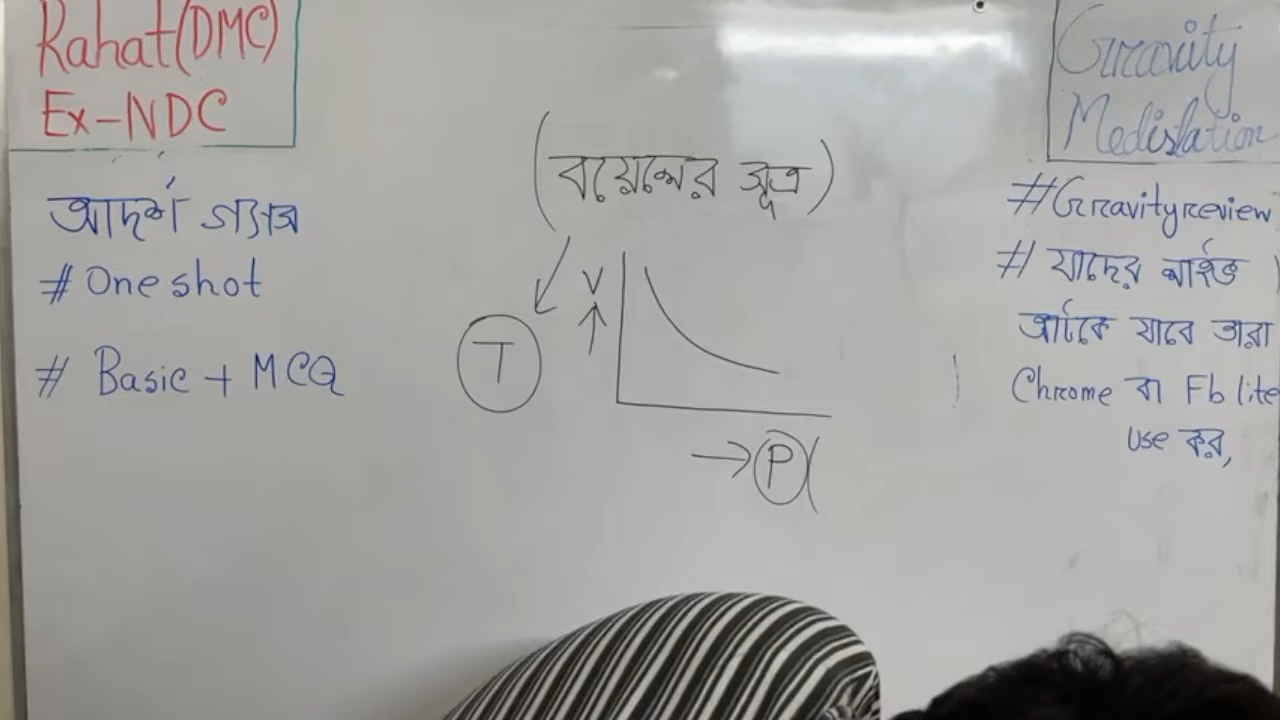 Rahat(DMC)
Ex-NDC
আদর্শ গ্যাস
# One shot
# Basic + MCQ
(বয়েলের সূত্র)
T
V
P
Gravity
Medislation
#Gravityreview
# যাদের লাইভ
আটকে যাবে তারা
Chrome বা Fb lite
use কর,